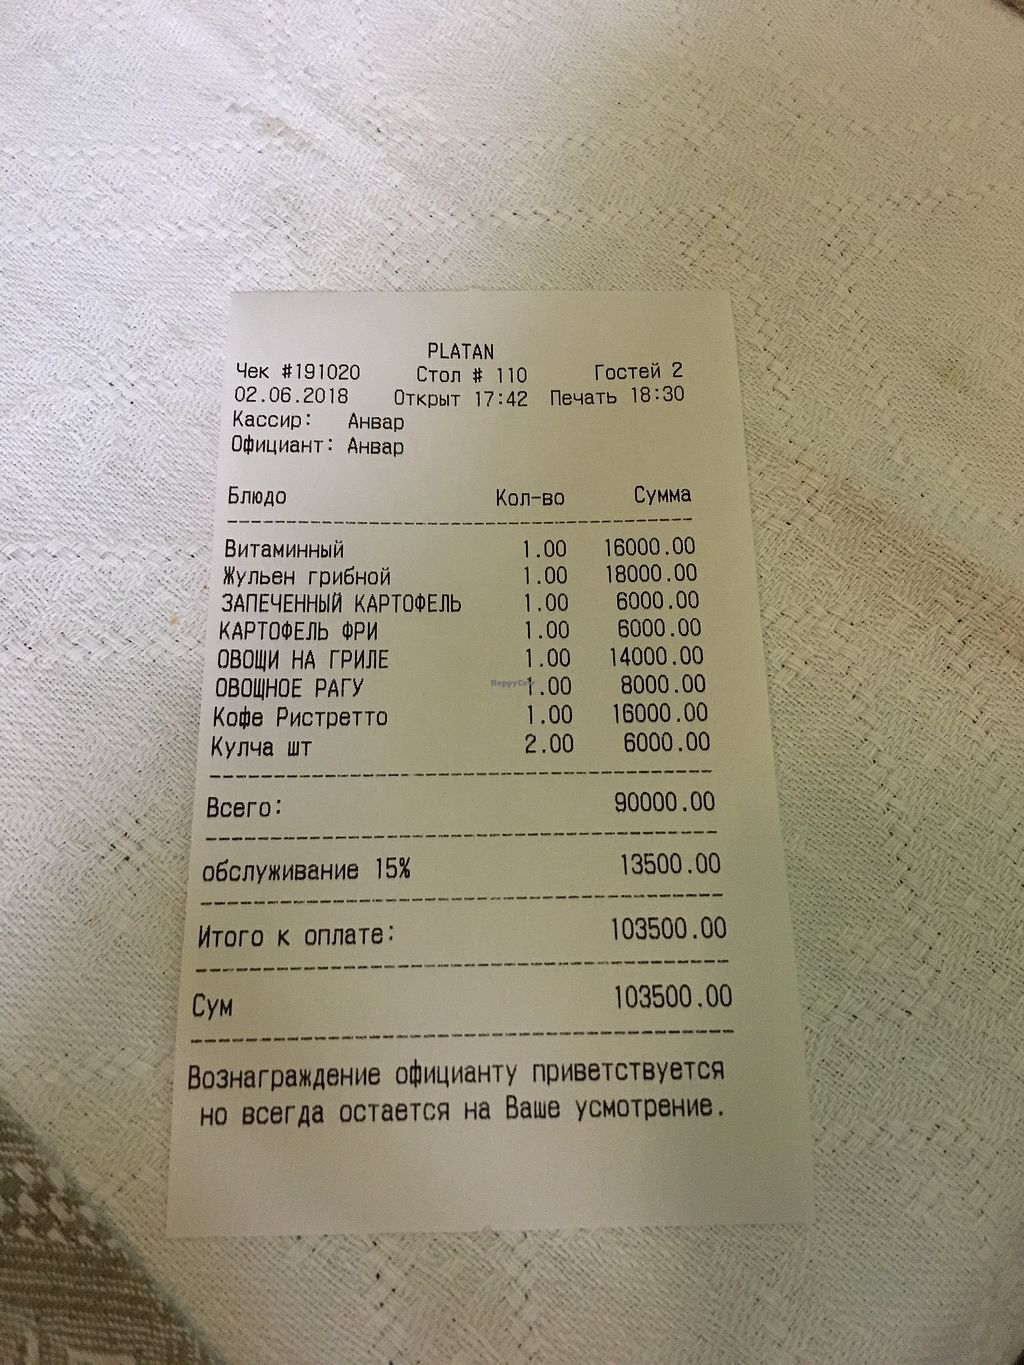 PLATAN
Чек #191020 Стол # 110 Гостей 2
02.06.2018 Открыт 17:42 Печать 18:30
Кассир: Анвар
Официант: Анвар
Блюдо Кол-во Сумма
Витаминный 1.00 16000.00
Жульен грибной 1.00 18000.00
ЗАПЕЧЕННЫЙ КАРТОФЕЛЬ 1.00 6000.00
КАРТОФЕЛЬ ФРИ 1.00 6000.00
ОВОЩИ НА ГРИЛЕ 1.00 14000.00
ОВОЩНОЕ РАГУ 1.00 8000.00
HappyCow
Кофе Ристретто 1.00 16000.00
Кулча шт 2.00 6000.00
Всего: 90000.00
обслуживание 15% 13500.00
Итого к оплате: 103500.00
Сум 103500.00
Вознаграждение официанту приветствуется
но всегда остается на Ваше усмотрение.